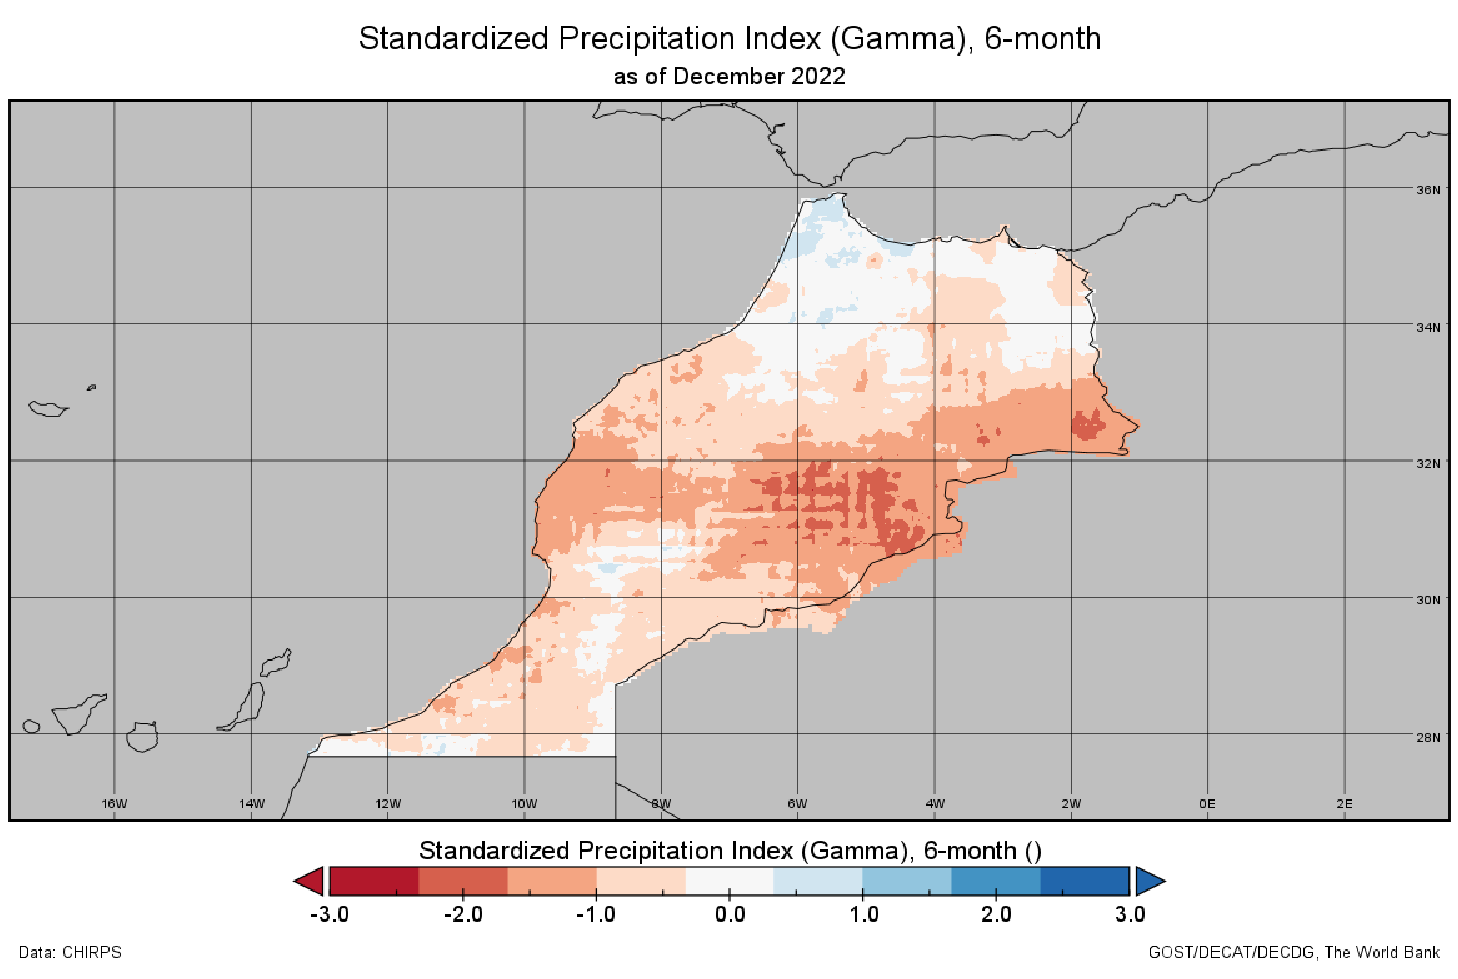 Standardized Precipitation Index (Gamma), 6-month
as of December 2022
36N
34N
32N
30N
28N
16W 14W 12W 10W 8W 6W 4W 2W 0E 2E
Standardized Precipitation Index (Gamma), 6-month ()
-3.0 -2.0 -1.0 0.0 1.0 2.0 3.0
Data: CHIRPS
GOST/DECAT/DECDG, The World Bank